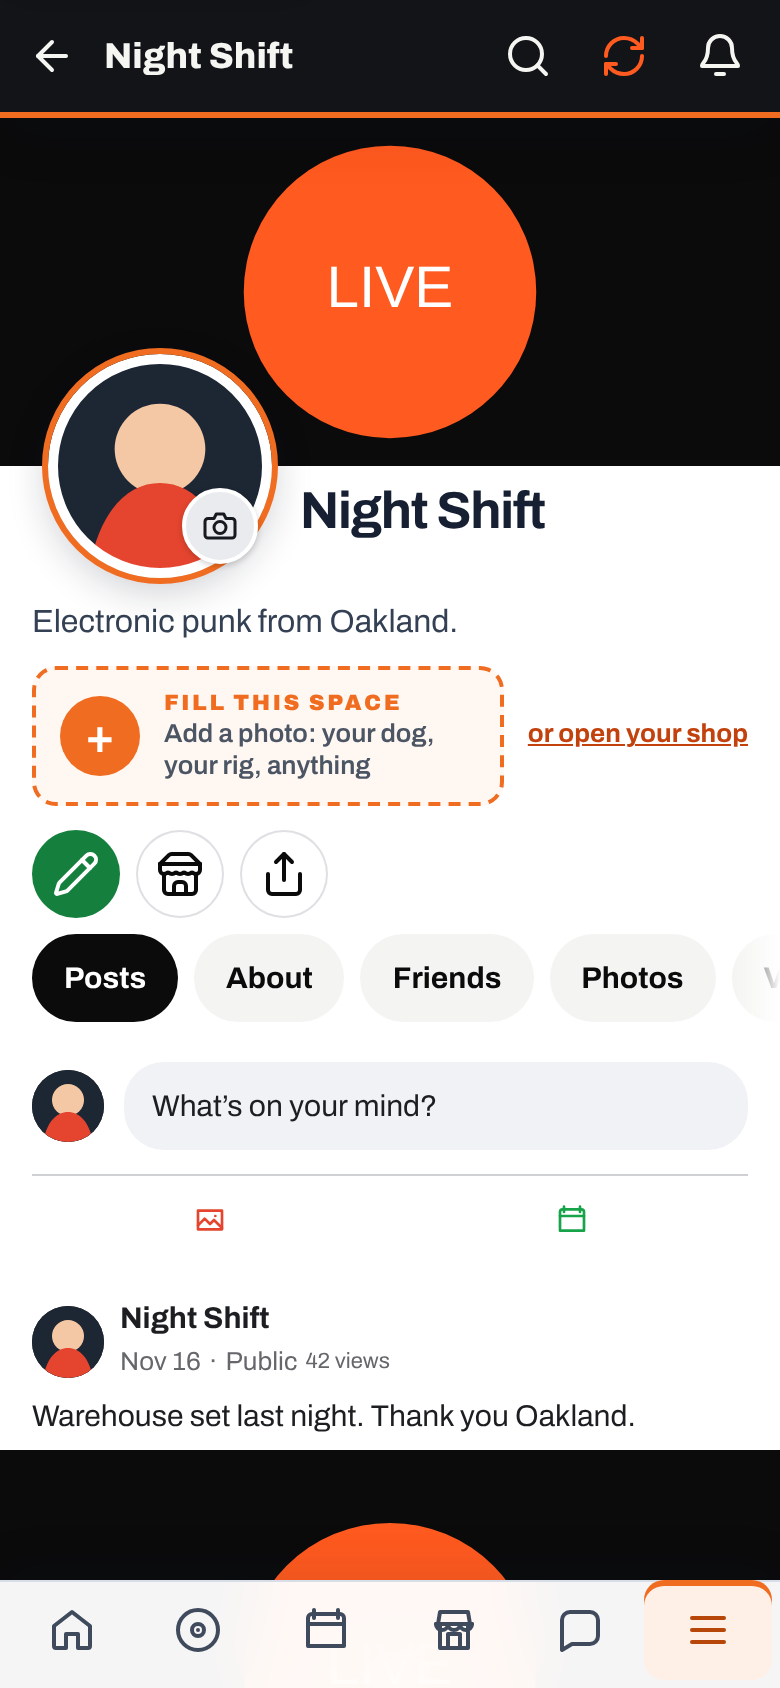 Night Shift
LIVE
Night Shift
Electronic punk from Oakland.
FILL THIS SPACE
Add a photo: your dog,
your rig, anything
or open your shop
Posts
About
Friends
Photos
What’s on your mind?
Night Shift
Nov 16 · Public 42 views
Warehouse set last night. Thank you Oakland.
LIVE